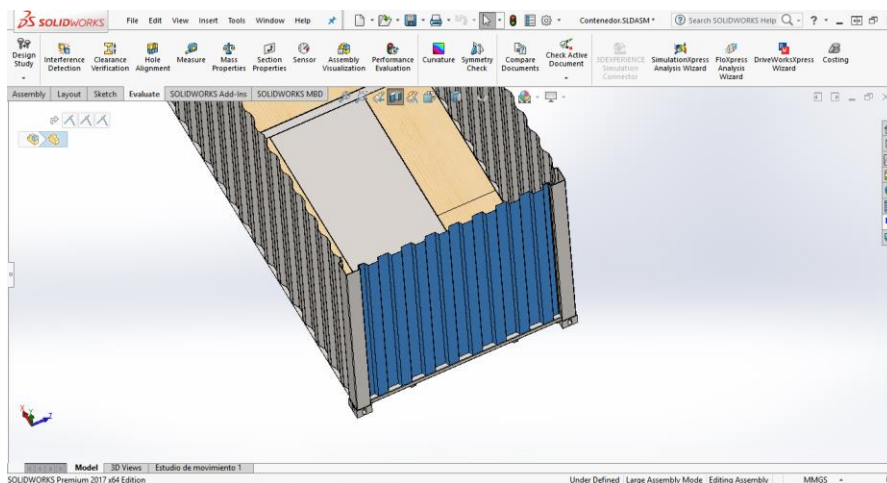 SOLIDWORKS File Edit View Insert Tools Window Help Contenedor.SLDASM * Search SOLIDWORKS Help ?
Design Study
Interference Detection
Clearance Verification
Hole Alignment
Measure
Mass Properties
Section Properties
Sensor
Assembly Visualization
Performance Evaluation
Curvature
Symmetry Check
Compare Documents
Check Active Document
3DEXPERIENCE Simulation Connector
SimulationXpress Analysis Wizard
FloXpress Analysis Wizard
DriveWorksXpress Wizard
Costing
Assembly Layout Sketch Evaluate SOLIDWORKS Add-Ins SOLIDWORKS MBD
Model 3D Views Estudio de movimiento 1
SOLIDWORKS Premium 2017 x64 Edition Under Defined Large Assembly Mode Editing Assembly MMGS